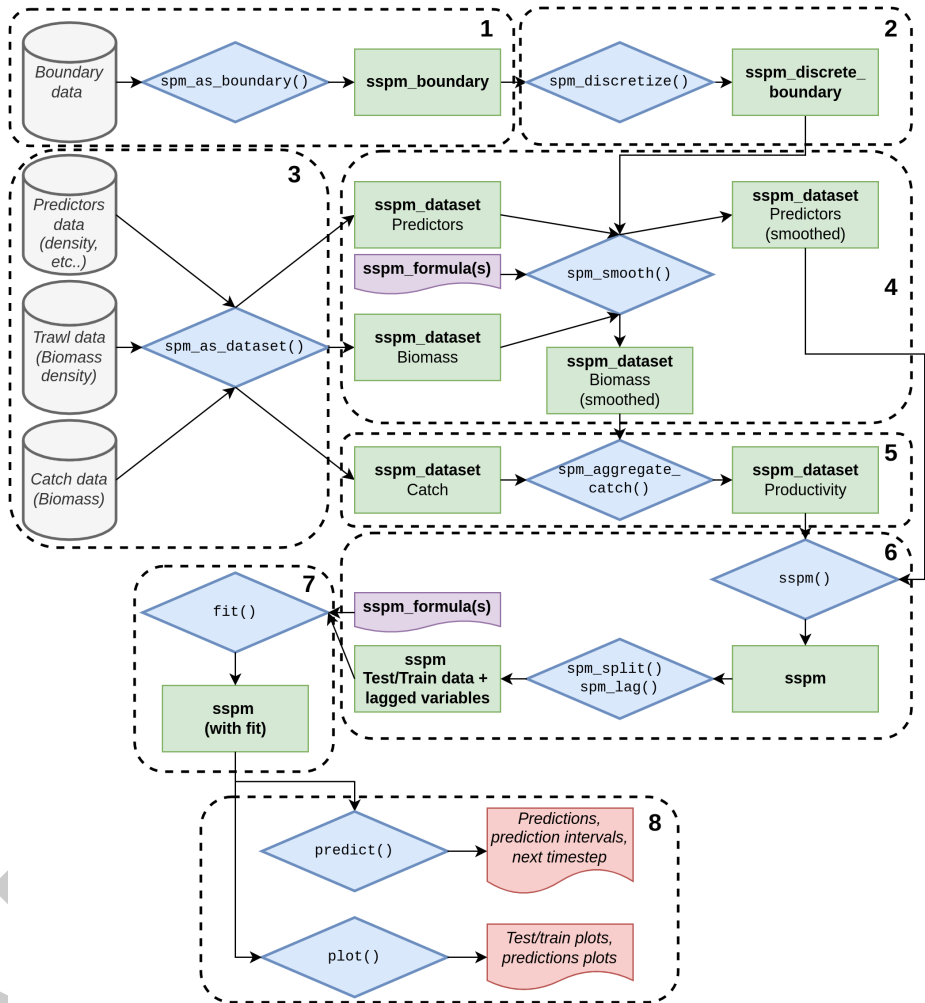 1
2
Boundary
data
spm_as_boundary()
sspm_boundary
spm_discretize()
sspm_discrete_
boundary
3
Predictors
data
(density,
etc..)
Trawl data
(Biomass
density)
Catch data
(Biomass)
spm_as_dataset()
4
sspm_dataset
Predictors
sspm_formula(s)
sspm_dataset
Biomass
spm_smooth()
sspm_dataset
Predictors
(smoothed)
sspm_dataset
Biomass
(smoothed)
5
sspm_dataset
Catch
spm_aggregate_
catch()
sspm_dataset
Productivity
6
sspm()
sspm
spm_split()
spm_lag()
sspm_formula(s)
sspm
Test/Train data +
lagged variables
7
fit()
sspm
(with fit)
8
predict()
Predictions,
prediction intervals,
next timestep
plot()
Test/train plots,
predictions plots